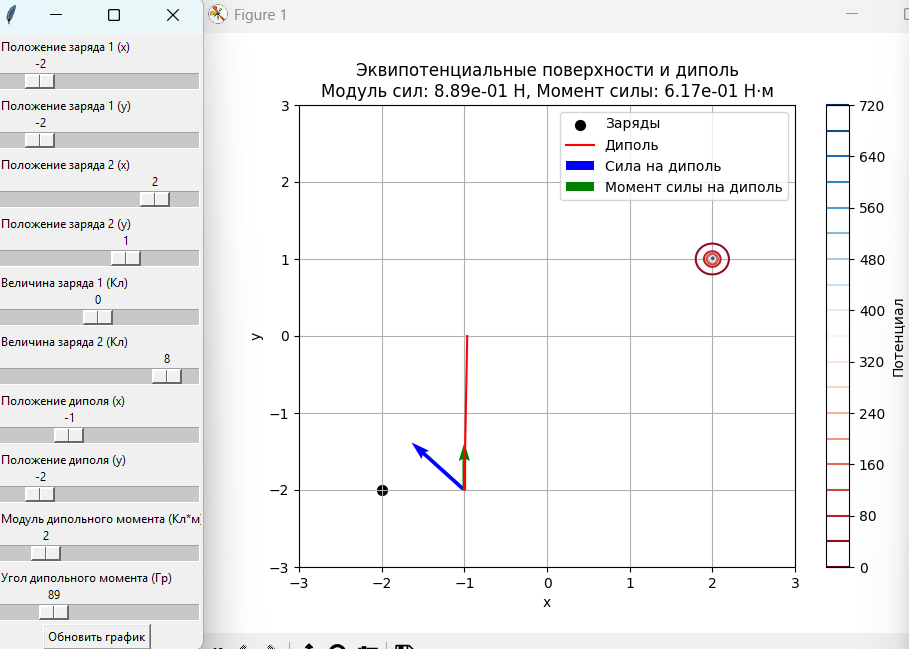 Figure 1
Положение заряда 1 (x)
-2
Положение заряда 1 (y)
-2
Положение заряда 2 (x)
2
Положение заряда 2 (y)
1
Величина заряда 1 (Кл)
0
Величина заряда 2 (Кл)
8
Положение диполя (x)
-1
Положение диполя (y)
-2
Модуль дипольного момента (Кл*м)
2
Угол дипольного момента (Гр)
89
Обновить график
Эквипотенциальные поверхности и диполь
Модуль сил: 8.89e-01 Н, Момент силы: 6.17e-01 Н·м
Заряды
Диполь
Сила на диполь
Момент силы на диполь
3
2
1
0
−1
−2
−3
y
−3
−2
−1
0
1
2
3
x
720
640
560
480
400
320
240
160
80
0
Потенциал